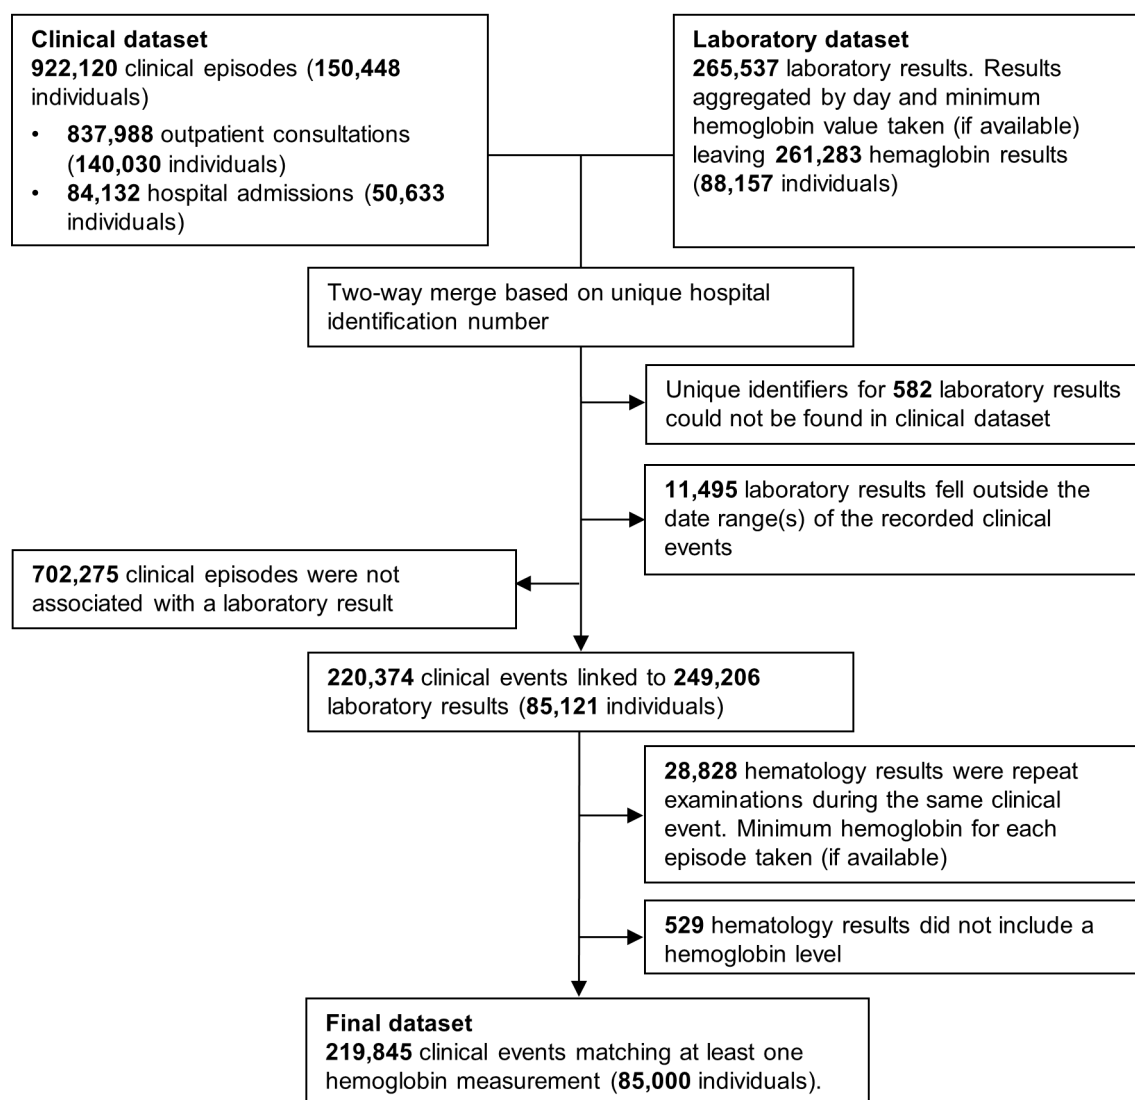 Clinical dataset
922,120 clinical episodes (150,448
individuals)
• 837,988 outpatient consultations
(140,030 individuals)
• 84,132 hospital admissions (50,633
individuals)
Laboratory dataset
265,537 laboratory results. Results
aggregated by day and minimum
hemoglobin value taken (if available)
leaving 261,283 hemaglobin results
(88,157 individuals)
Two-way merge based on unique hospital
identification number
Unique identifiers for 582 laboratory results
could not be found in clinical dataset
11,495 laboratory results fell outside the
date range(s) of the recorded clinical
events
702,275 clinical episodes were not
associated with a laboratory result
220,374 clinical events linked to 249,206
laboratory results (85,121 individuals)
28,828 hematology results were repeat
examinations during the same clinical
event. Minimum hemoglobin for each
episode taken (if available)
529 hematology results did not include a
hemoglobin level
Final dataset
219,845 clinical events matching at least one
hemoglobin measurement (85,000 individuals).